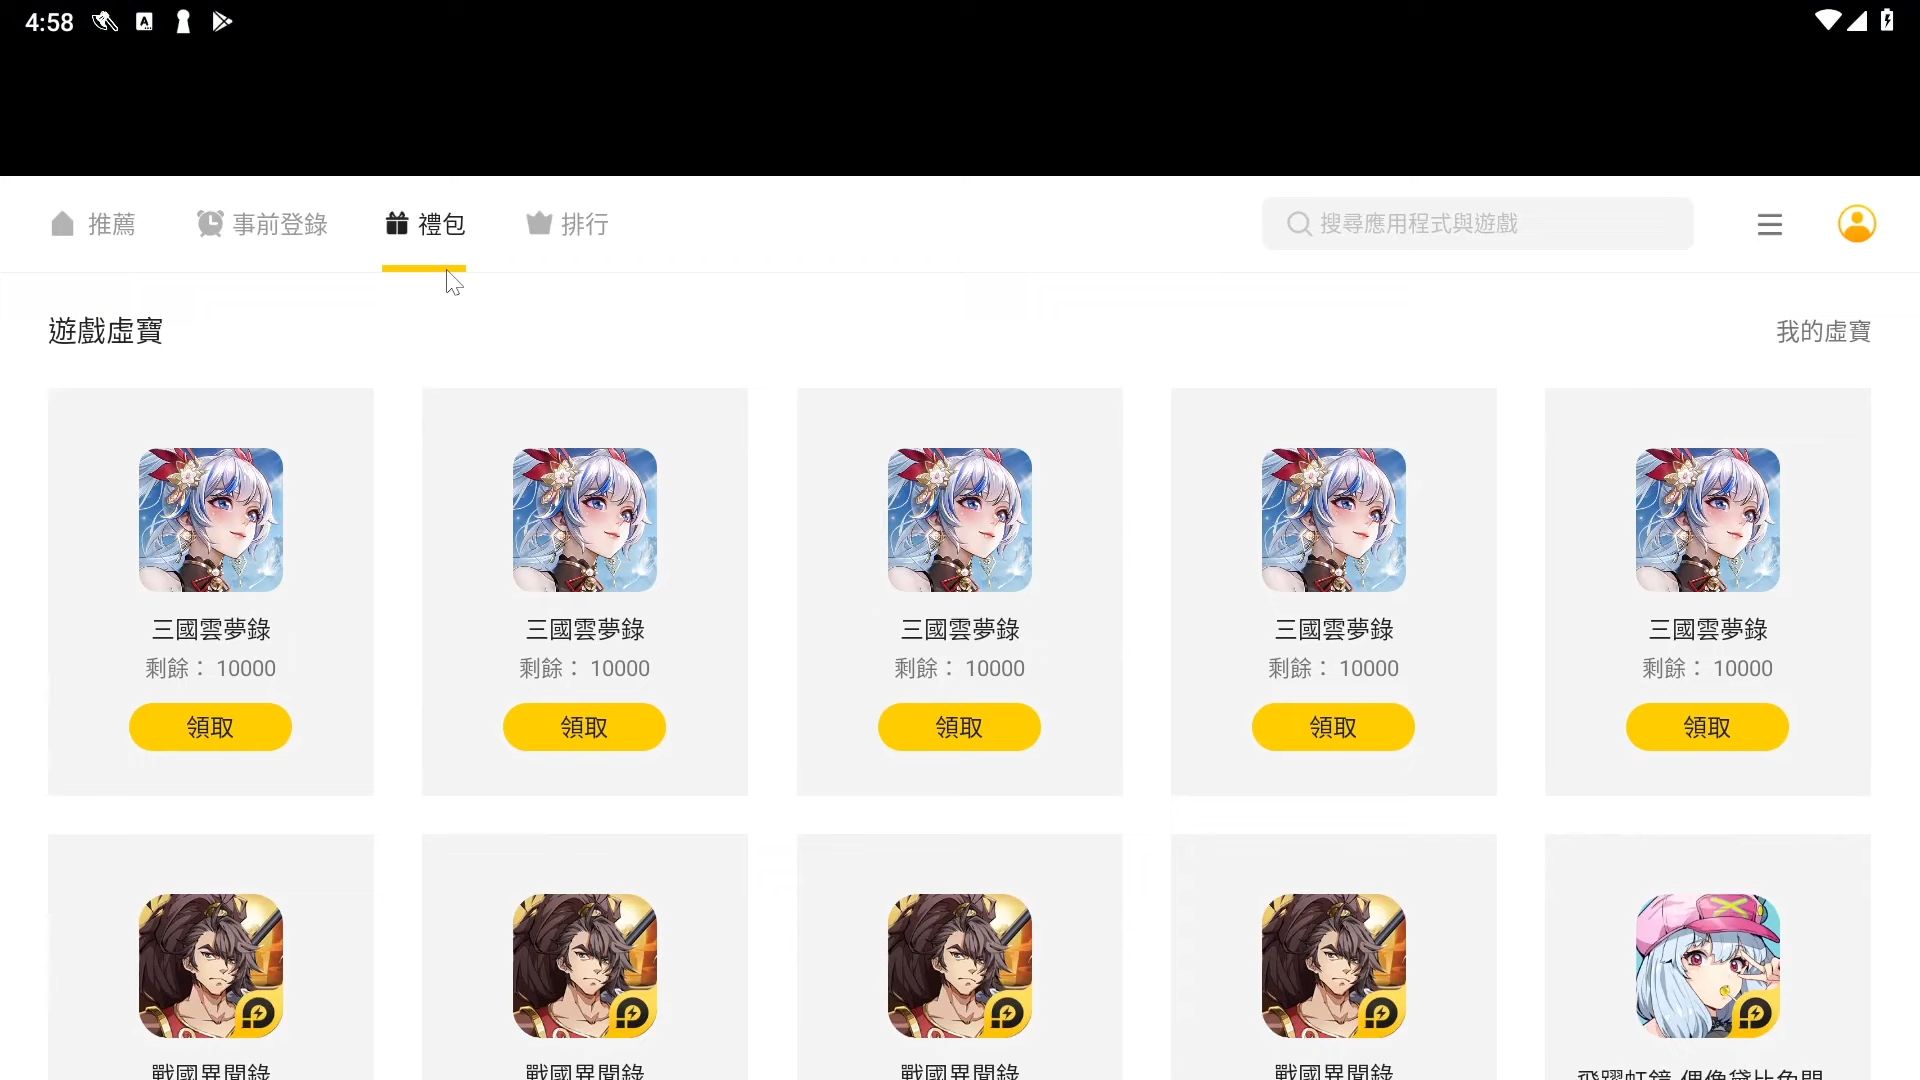 4:58
推薦
事前登錄
禮包
排行
搜尋應用程式與遊戲
遊戲虛寶
我的虛寶
三國雲夢錄
剩餘： 10000
領取
三國雲夢錄
剩餘： 10000
領取
三國雲夢錄
剩餘： 10000
領取
三國雲夢錄
剩餘： 10000
領取
三國雲夢錄
剩餘： 10000
領取
戰國異聞錄
戰國異聞錄
戰國異聞錄
戰國異聞錄